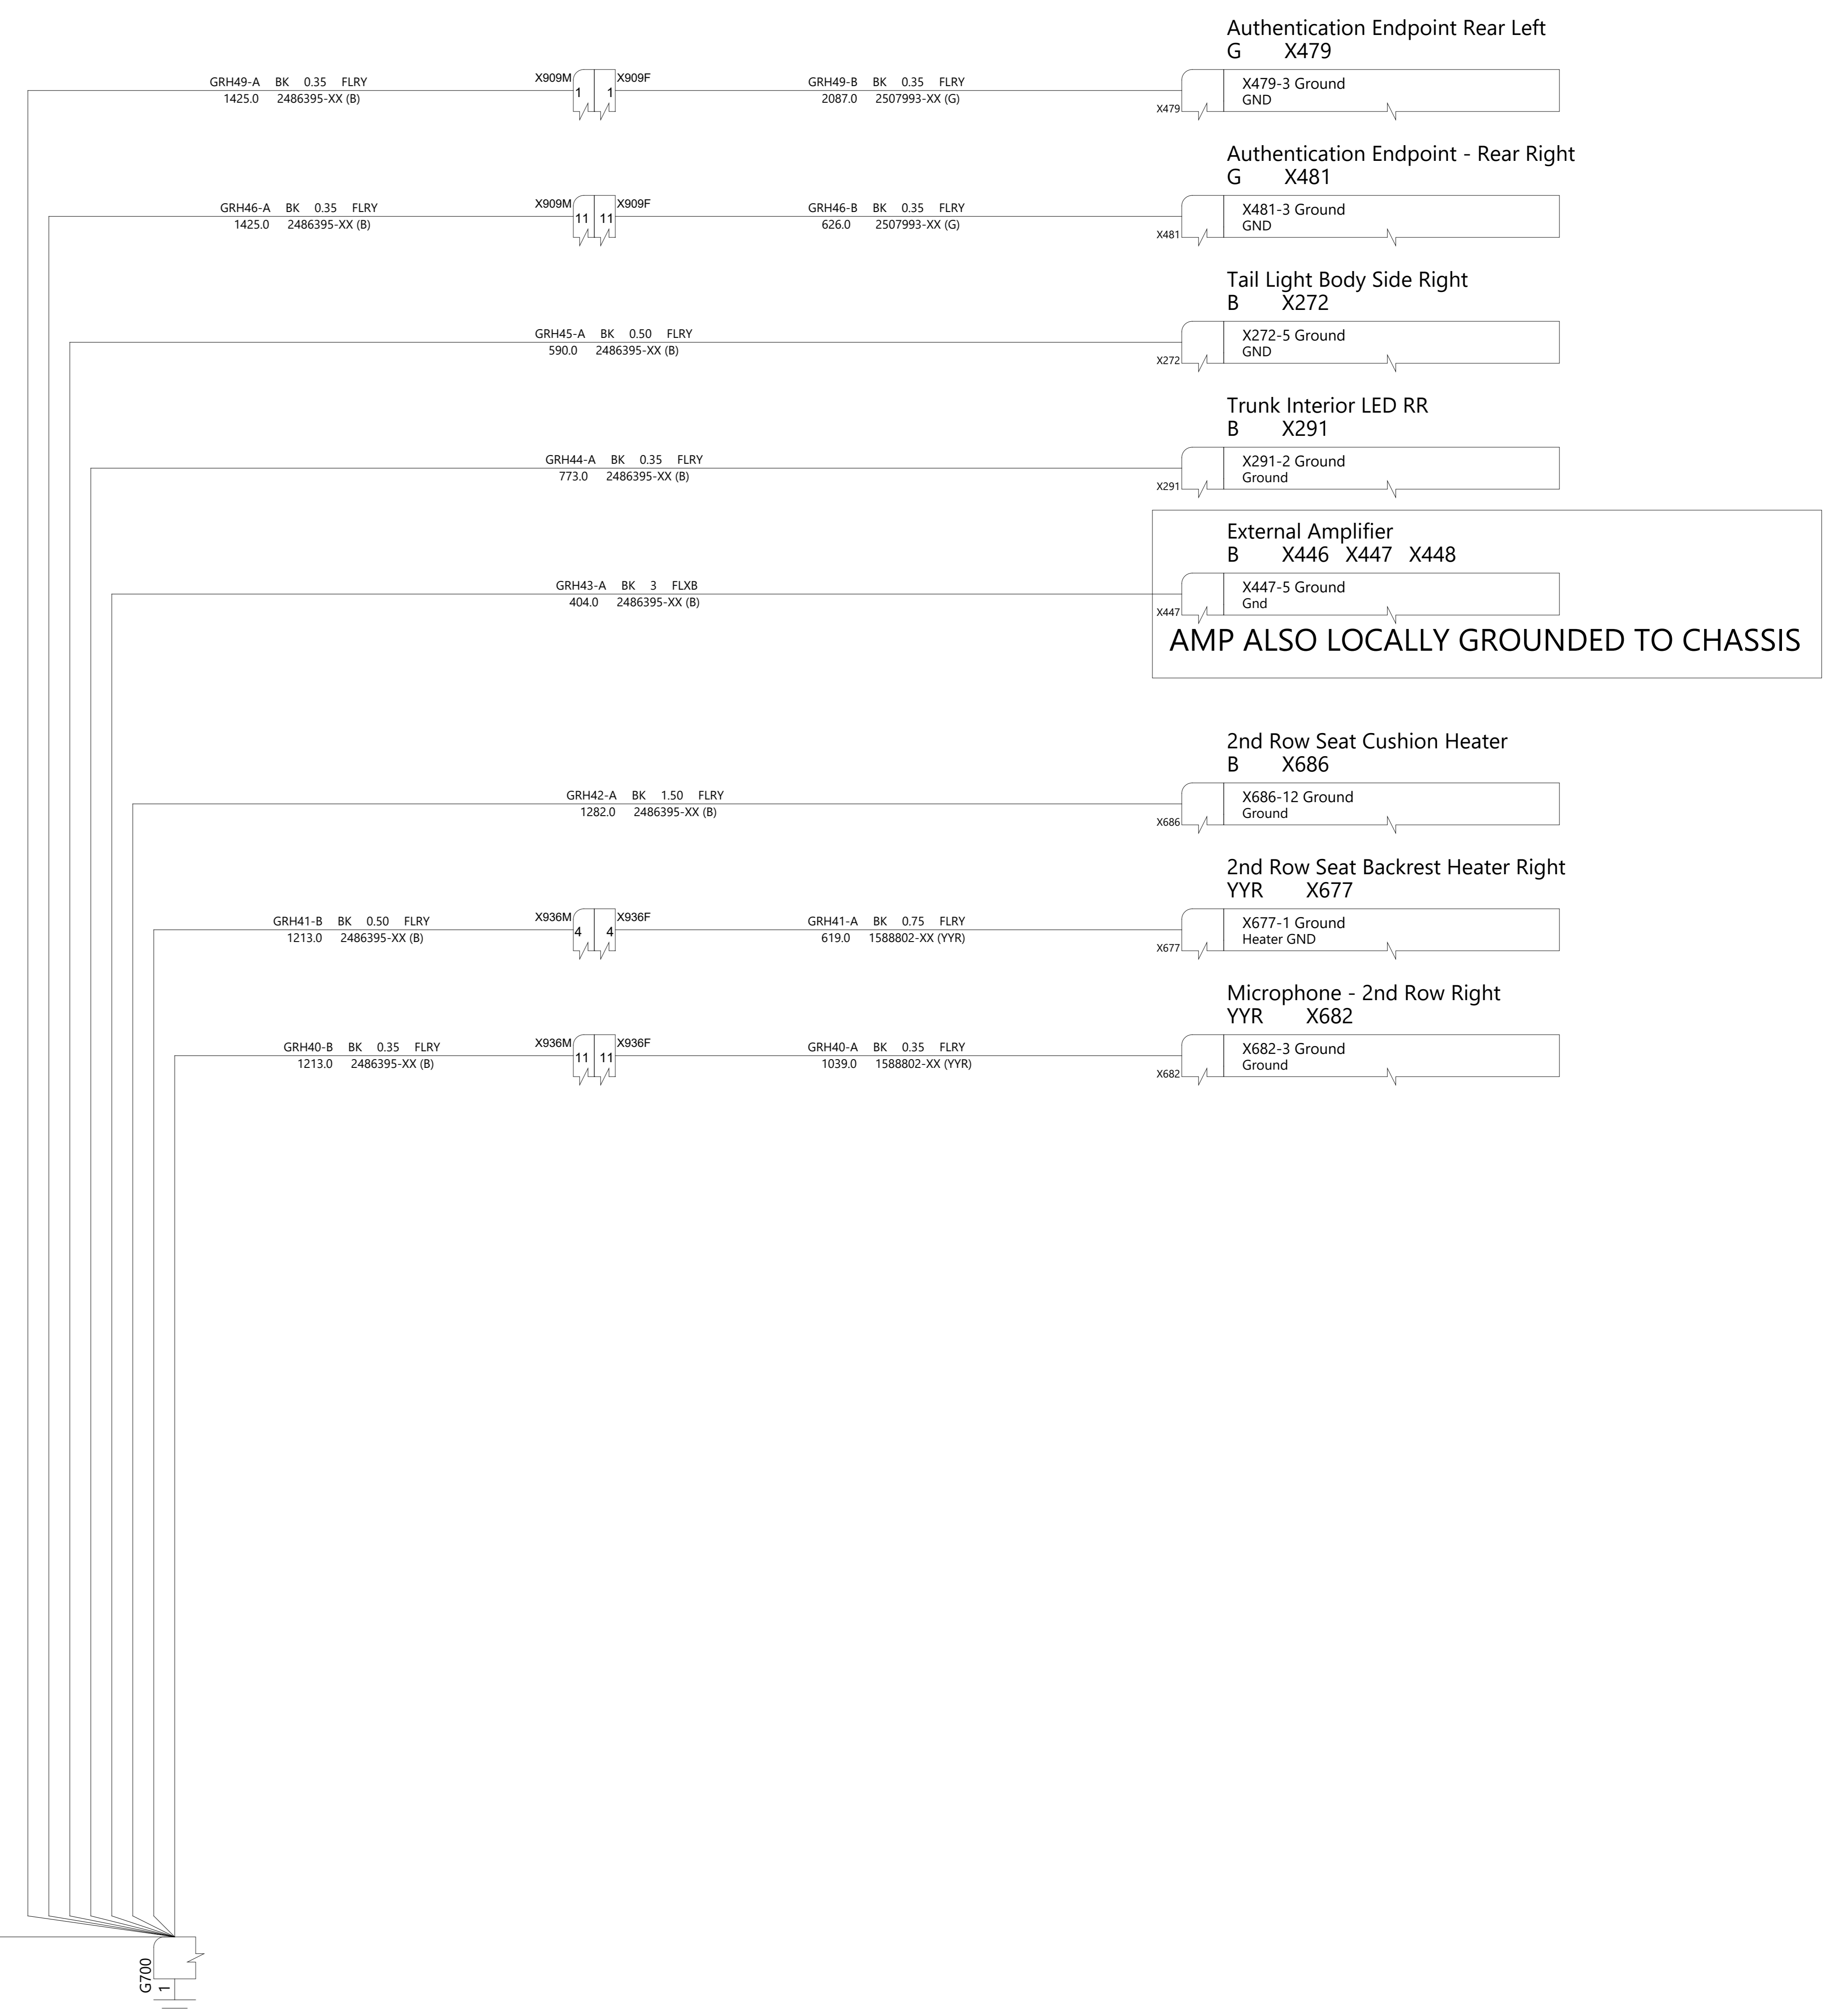 Authentication Endpoint Rear Left
G X479
GRH49-A BK 0.35 FLRY
1425.0 2486395-XX (B)
X909M 1 1 X909F
GRH49-B BK 0.35 FLRY
2087.0 2507993-XX (G)
X479
X479-3 Ground
GND
Authentication Endpoint - Rear Right
G X481
GRH46-A BK 0.35 FLRY
1425.0 2486395-XX (B)
X909M 11 11 X909F
GRH46-B BK 0.35 FLRY
626.0 2507993-XX (G)
X481
X481-3 Ground
GND
Tail Light Body Side Right
B X272
GRH45-A BK 0.50 FLRY
590.0 2486395-XX (B)
X272
X272-5 Ground
GND
Trunk Interior LED RR
B X291
GRH44-A BK 0.35 FLRY
773.0 2486395-XX (B)
X291
X291-2 Ground
Ground
External Amplifier
B X446 X447 X448
GRH43-A BK 3 FLXB
404.0 2486395-XX (B)
X447
X447-5 Ground
Gnd
AMP ALSO LOCALLY GROUNDED TO CHASSIS
2nd Row Seat Cushion Heater
B X686
GRH42-A BK 1.50 FLRY
1282.0 2486395-XX (B)
X686
X686-12 Ground
Ground
2nd Row Seat Backrest Heater Right
YYR X677
GRH41-B BK 0.50 FLRY
1213.0 2486395-XX (B)
X936M 4 4 X936F
GRH41-A BK 0.75 FLRY
619.0 1588802-XX (YYR)
X677
X677-1 Ground
Heater GND
Microphone - 2nd Row Right
YYR X682
GRH40-B BK 0.35 FLRY
1213.0 2486395-XX (B)
X936M 11 11 X936F
GRH40-A BK 0.35 FLRY
1039.0 1588802-XX (YYR)
X682
X682-3 Ground
Ground
G700
1